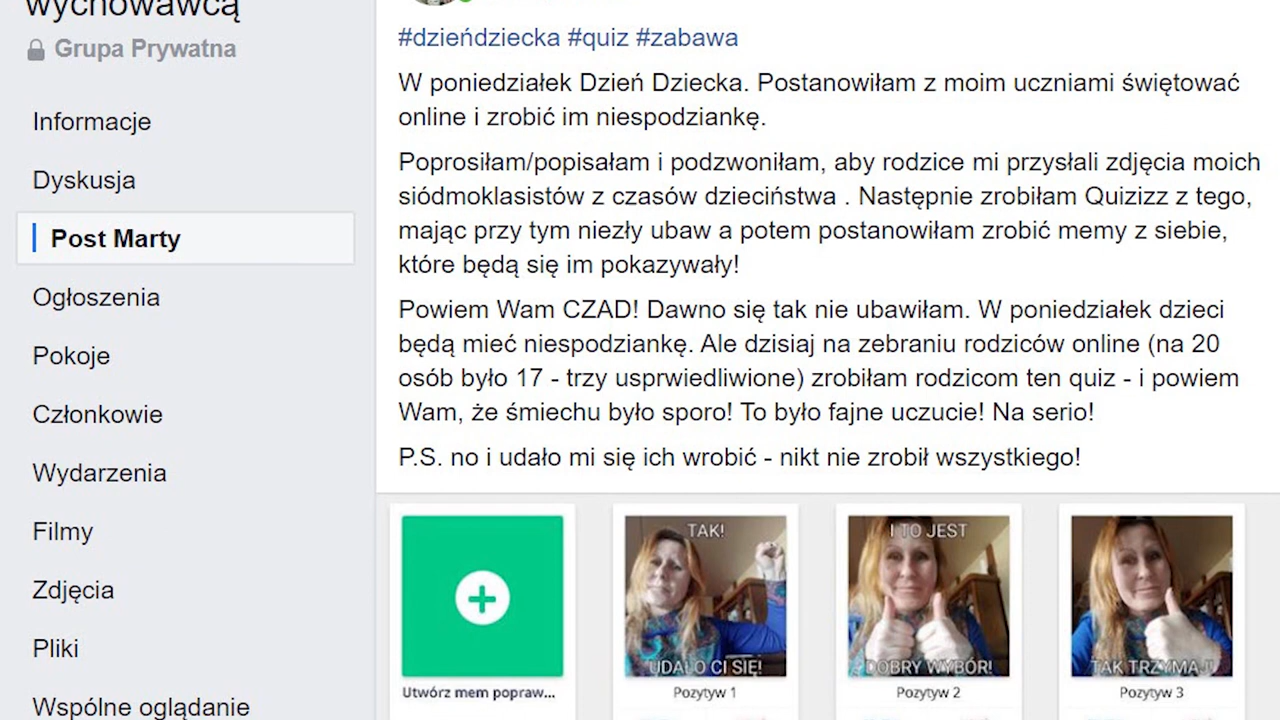 wychowawcą
Grupa Prywatna
Informacje
Dyskusja
Post Marty
Ogłoszenia
Pokoje
Członkowie
Wydarzenia
Filmy
Zdjęcia
Pliki
Wspólne oglądanie
#dzieńdziecka #quiz #zabawa
W poniedziałek Dzień Dziecka. Postanowiłam z moim uczniami świętować
online i zrobić im niespodziankę.
Poprosiłam/popisałam i podzwoniłam, aby rodzice mi przysłali zdjęcia moich
siódmoklasistów z czasów dzieciństwa . Następnie zrobiłam Quizizz z tego,
mając przy tym niezły ubaw a potem postanowiłam zrobić memy z siebie,
które będą się im pokazywały!
Powiem Wam CZAD! Dawno się tak nie ubawiłam. W poniedziałek dzieci
będą mieć niespodziankę. Ale dzisiaj na zebraniu rodziców online (na 20
osób było 17 - trzy usprwiedliwione) zrobiłam rodzicom ten quiz - i powiem
Wam, że śmiechu było sporo! To było fajne uczucie! Na serio!
P.S. no i udało mi się ich wrobić - nikt nie zrobił wszystkiego!
Utwórz mem popraw...
TAK!
UDAŁO CI SIĘ!
Pozytyw 1
I TO JEST
DOBRY WYBÓR!
Pozytyw 2
TAK TRZYMAJ!
Pozytyw 3